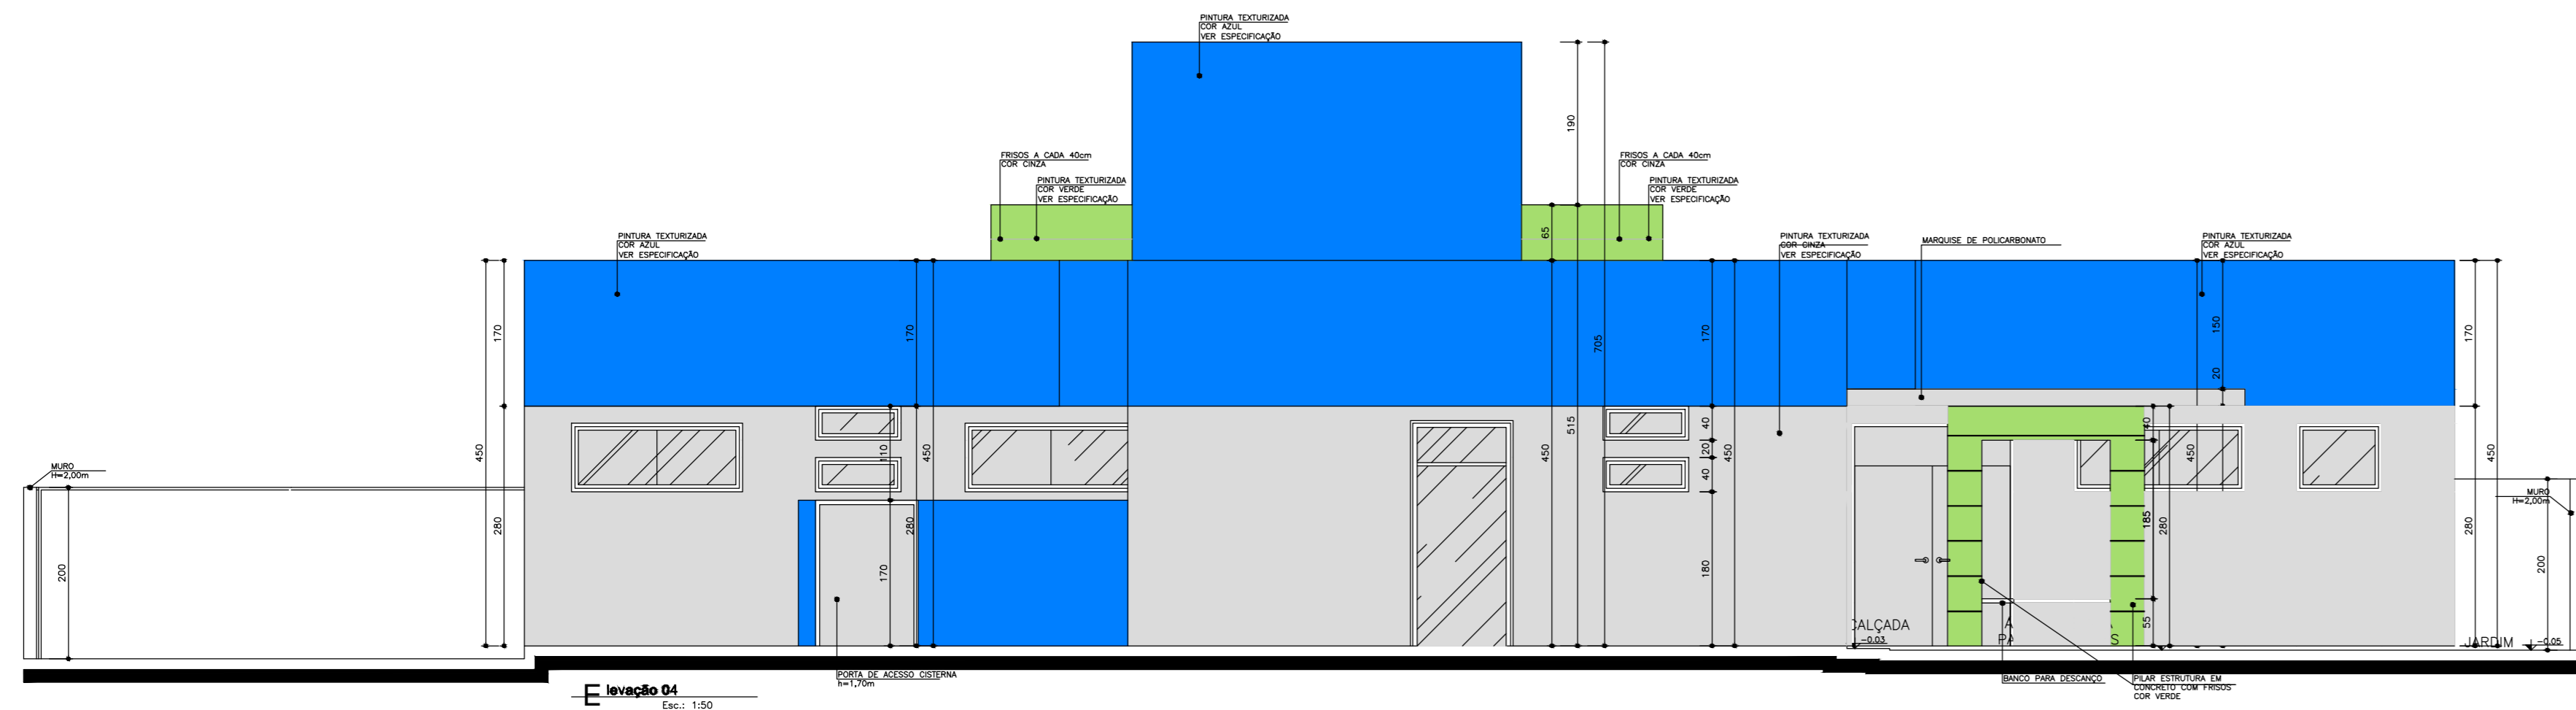 PINTURA TEXTURIZADA
COR AZUL
VER ESPECIFICAÇÃO
190
FRISOS A CADA 40cm
COR CINZA
PINTURA TEXTURIZADA
COR VERDE
VER ESPECIFICAÇÃO
FRISOS A CADA 40cm
COR CINZA
PINTURA TEXTURIZADA
COR VERDE
VER ESPECIFICAÇÃO
65
PINTURA TEXTURIZADA
COR AZUL
VER ESPECIFICAÇÃO
PINTURA TEXTURIZADA
COR CINZA
VER ESPECIFICAÇÃO
MARQUISE DE POLICARBONATO
PINTURA TEXTURIZADA
COR AZUL
VER ESPECIFICAÇÃO
170
170
705
170
150
170
20
450
110
450
40
20
40
450
515
450
40
450
450
MURO
H=2,00m
MURO
H=2,00m
280
280
185
280
280
200
170
180
200
55
CALÇADA
-0.03
A
PA
S
JARDIM
-0.05
PORTA DE ACESSO CISTERNA
h=1,70m
BANCO PARA DESCANÇO
PILAR ESTRUTURA EM
CONCRETO COM FRISOS
COR VERDE
Elevação 04
Esc.: 1:50